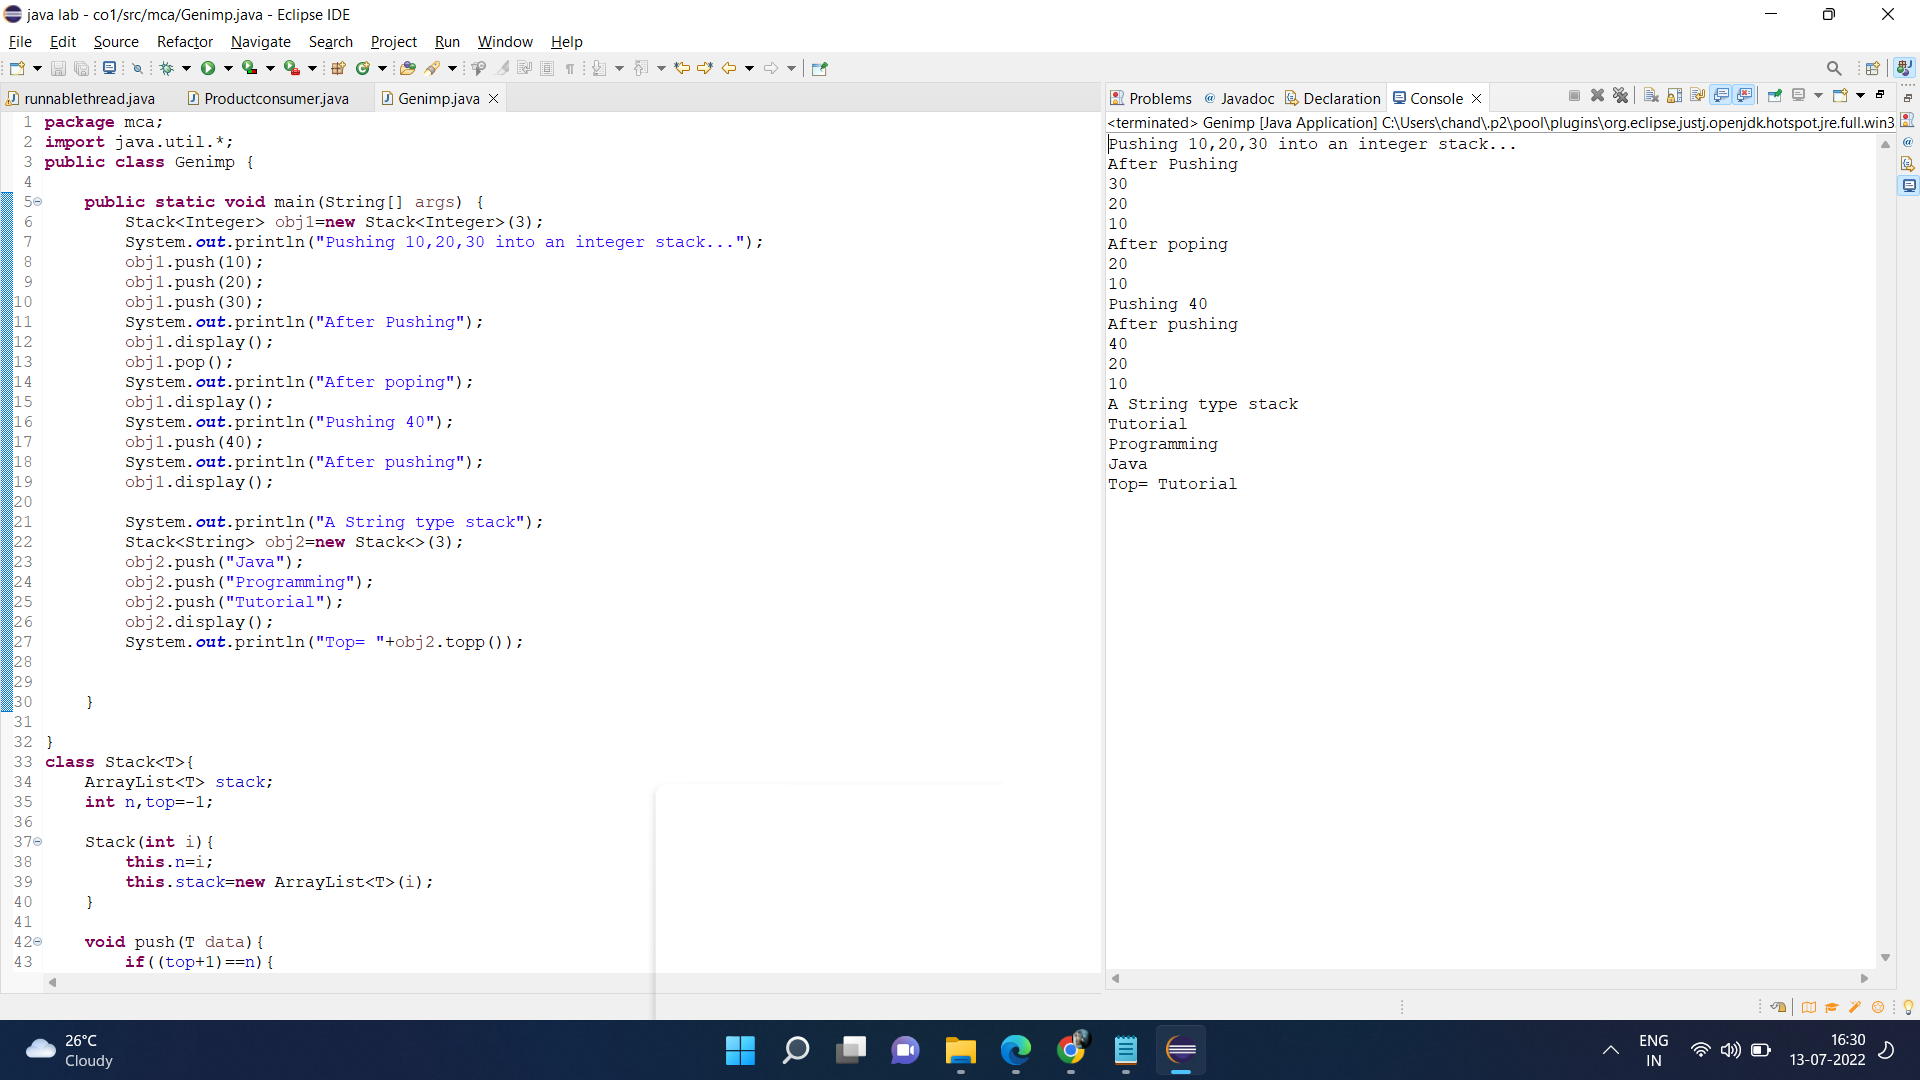 java lab - co1/src/mca/Genimp.java - Eclipse IDE
File Edit Source Refactor Navigate Search Project Run Window Help
runnablethread.java Productconsumer.java Genimp.java
1 package mca;
2 import java.util.*;
3 public class Genimp {
4
5 public static void main(String[] args) {
6 Stack<Integer> obj1=new Stack<Integer>(3);
7 System.out.println("Pushing 10,20,30 into an integer stack...");
8 obj1.push(10);
9 obj1.push(20);
10 obj1.push(30);
11 System.out.println("After Pushing");
12 obj1.display();
13 obj1.pop();
14 System.out.println("After poping");
15 obj1.display();
16 System.out.println("Pushing 40");
17 obj1.push(40);
18 System.out.println("After pushing");
19 obj1.display();
20
21 System.out.println("A String type stack");
22 Stack<String> obj2=new Stack<>(3);
23 obj2.push("Java");
24 obj2.push("Programming");
25 obj2.push("Tutorial");
26 obj2.display();
27 System.out.println("Top= "+obj2.topp());
28
29
30 }
31
32 }
33 class Stack<T>{
34 ArrayList<T> stack;
35 int n,top=-1;
36
37 Stack(int i){
38 this.n=i;
39 this.stack=new ArrayList<T>(i);
40 }
41
42 void push(T data){
43 if((top+1)==n){
Problems Javadoc Declaration Console
<terminated> Genimp [Java Application] C:\Users\chand\.p2\pool\plugins\org.eclipse.justj.openjdk.hotspot.jre.full.win3
Pushing 10,20,30 into an integer stack...
After Pushing
30
20
10
After poping
20
10
Pushing 40
After pushing
40
20
10
A String type stack
Tutorial
Programming
Java
Top= Tutorial
26°C
Cloudy
ENG
IN
16:30
13-07-2022